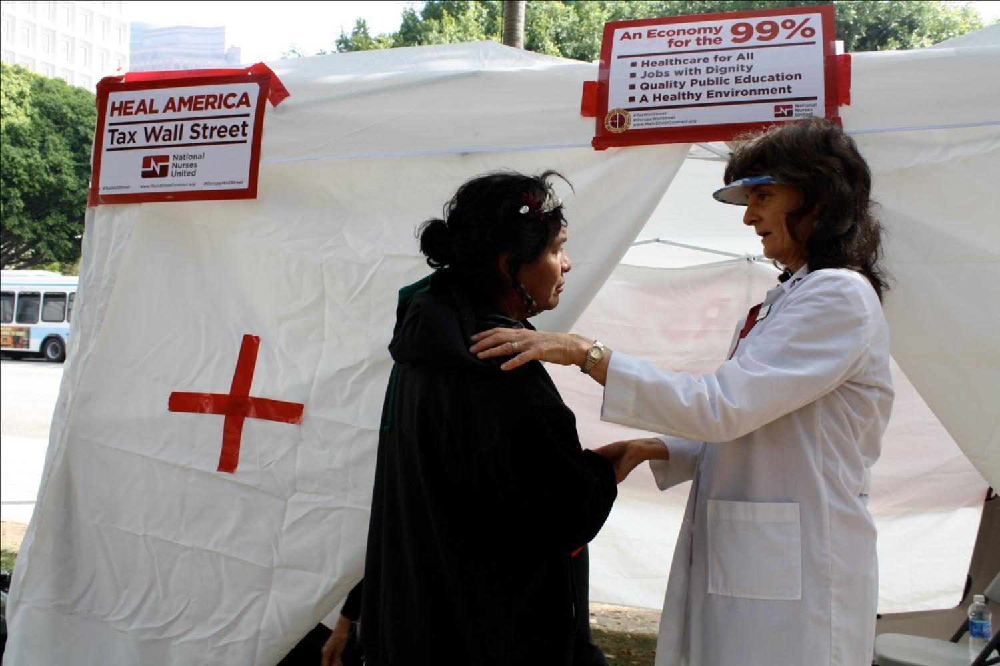 HEAL AMERICA
Tax Wall Street
National
Nurses
United
#TaxWallStreet
www.MainStreetContract.org
#OccupyWallStreet
An Economy
for the 99%
Healthcare for All
Jobs with Dignity
Quality Public Education
A Healthy Environment
#TaxWallStreet
#OccupyWallStreet
www.MainStreetContract.org
National
Nurses
United